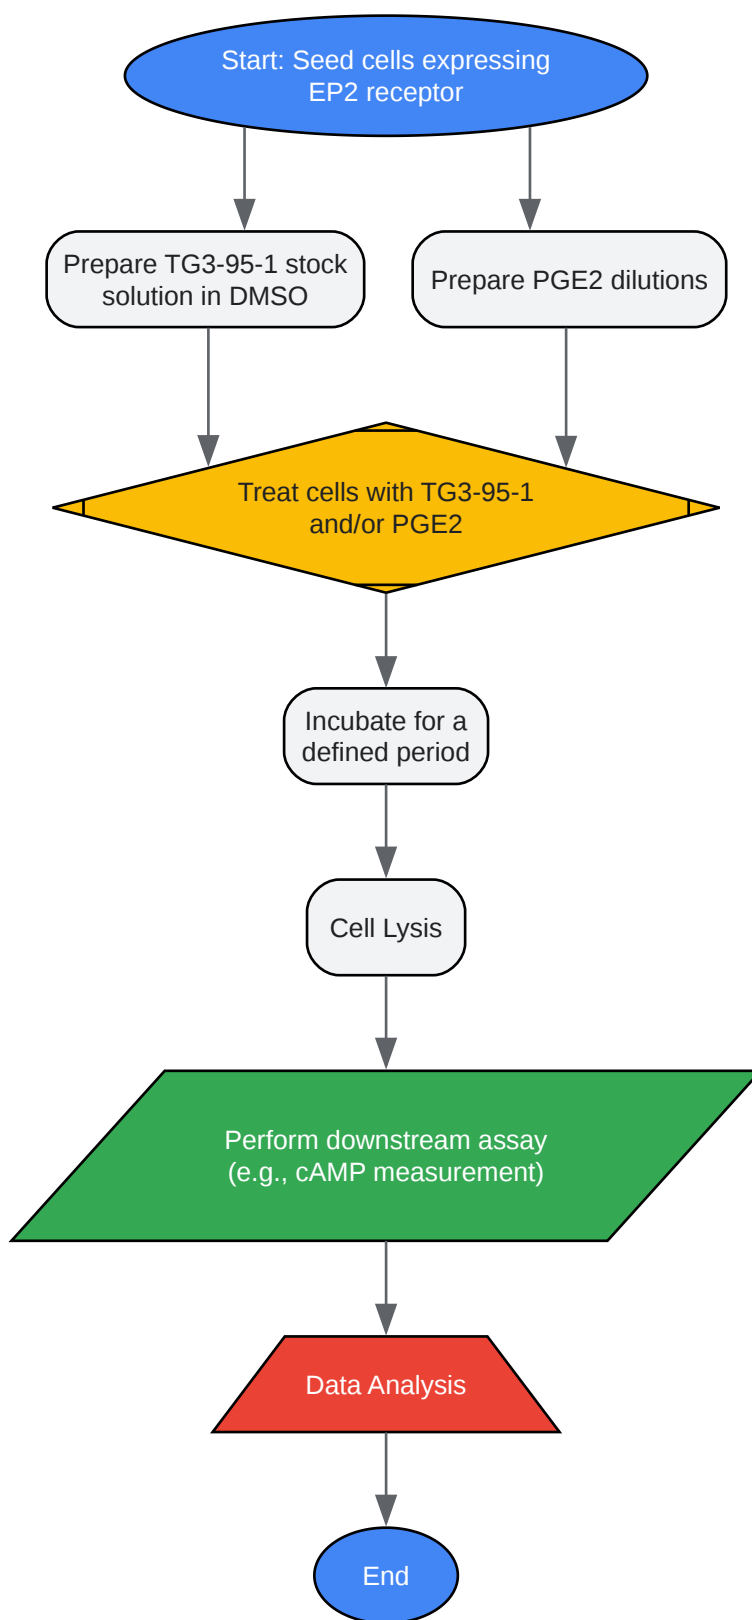 Start: Seed cells expressing
EP2 receptor
Prepare TG3-95-1 stock
solution in DMSO
Prepare PGE2 dilutions
Treat cells with TG3-95-1
and/or PGE2
Incubate for a
defined period
Cell Lysis
Perform downstream assay
(e.g., cAMP measurement)
Data Analysis
End